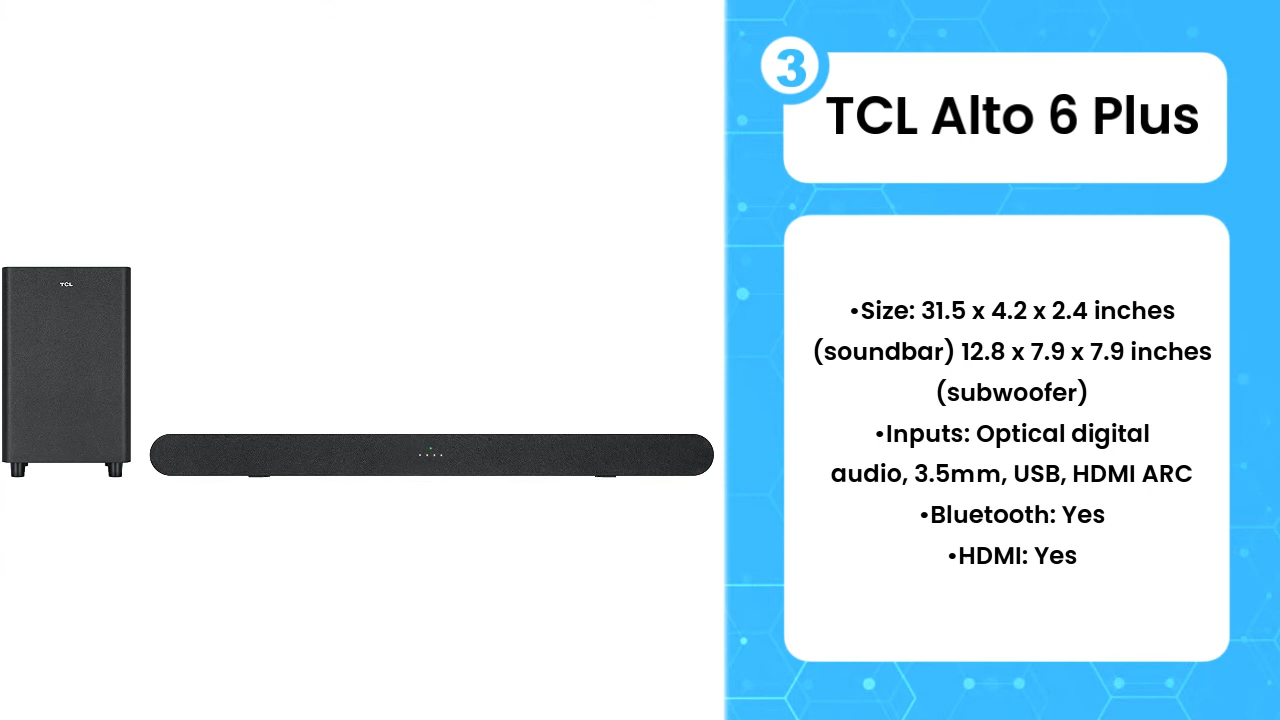 TCL
3
TCL Alto 6 Plus
•Size: 31.5 x 4.2 x 2.4 inches
(soundbar) 12.8 x 7.9 x 7.9 inches
(subwoofer)
•Inputs: Optical digital
audio, 3.5mm, USB, HDMI ARC
•Bluetooth: Yes
•HDMI: Yes